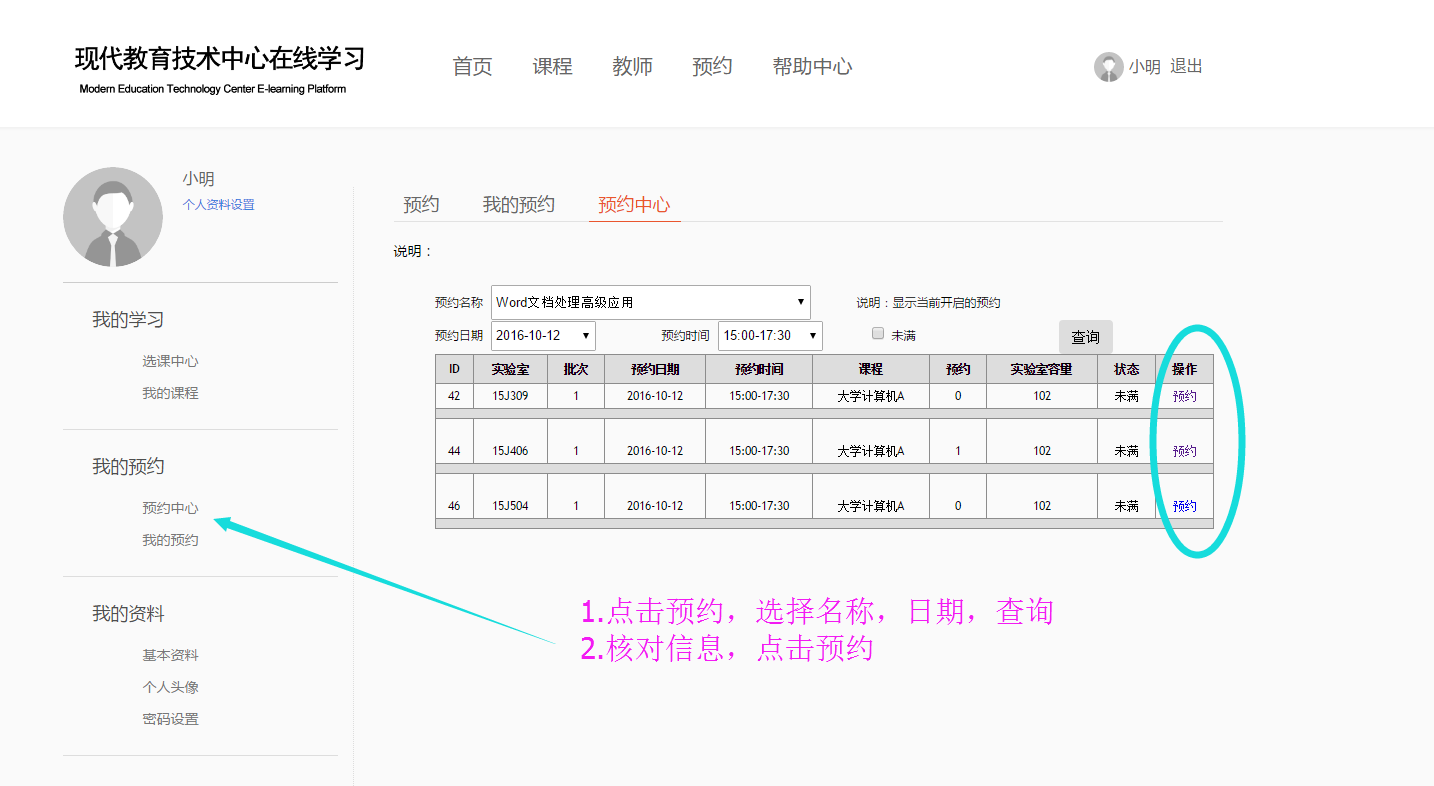 现代教育技术中心在线学习
Modern Education Technology Center E-learning Platform
首页 课程 教师 预约 帮助中心
小明 退出
小明
个人资料设置
我的学习
选课中心
我的课程
我的预约
预约中心
我的预约
我的资料
基本资料
个人头像
密码设置
预约 我的预约 预约中心
说明：
预约名称 Word文档处理高级应用 说明：显示当前开启的预约
预约日期 2016-10-12 预约时间 15:00-17:30 未满 查询
ID 实验室 批次 预约日期 预约时间 课程 预约 实验室容量 状态 操作
42 15J309 1 2016-10-12 15:00-17:30 大学计算机A 0 102 未满 预约
44 15J406 1 2016-10-12 15:00-17:30 大学计算机A 1 102 未满 预约
46 15J504 1 2016-10-12 15:00-17:30 大学计算机A 0 102 未满 预约
1.点击预约，选择名称，日期，查询
2.核对信息，点击预约